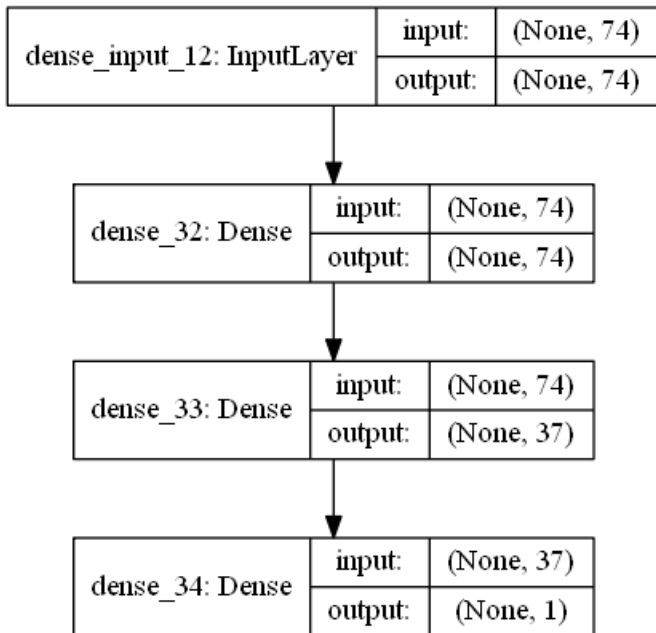 dense_input_12: InputLayer
input: (None, 74)
output: (None, 74)
dense_32: Dense
input: (None, 74)
output: (None, 74)
dense_33: Dense
input: (None, 74)
output: (None, 37)
dense_34: Dense
input: (None, 37)
output: (None, 1)